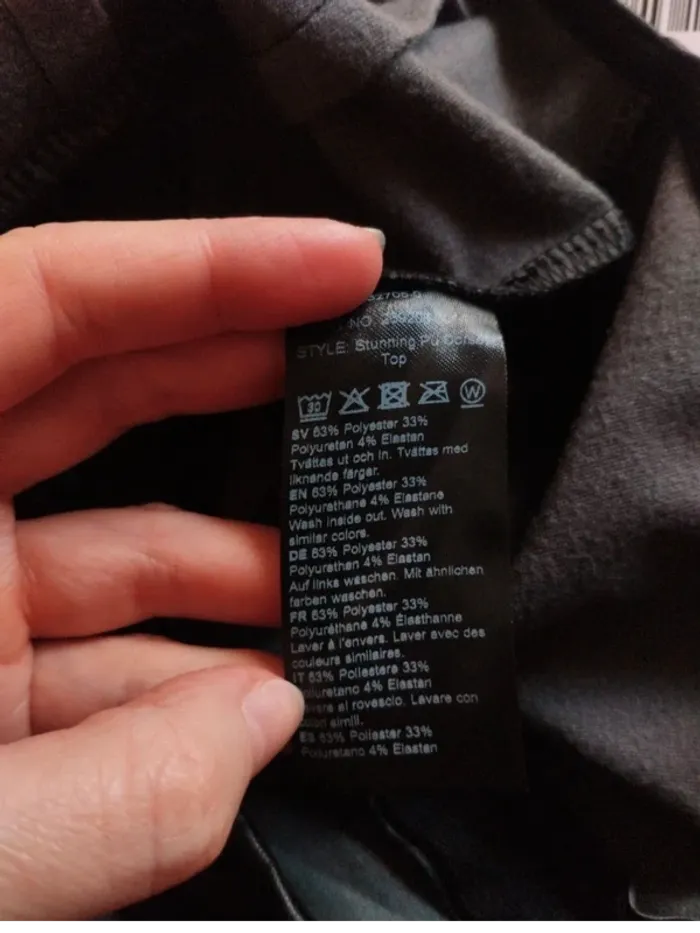 STYLE: Stunning Pu
Top
30
W
SV 63% Polyester 33%
Polyuretan 4% Elastan
Tvättas ut och in. Tvättas med
liknande färger.
EN 63% Polyester 33%
Polyurethane 4% Elastane
Wash inside out. Wash with
similar colors.
DE 63% Polyester 33%
Polyurethan 4% Elastan
Auf links waschen. Mit ähnlichen
farben waschen.
FR 63% Polyester 33%
Polyuréthane 4% Élasthanne
Laver à l'envers. Laver avec des
couleurs similaires.
IT 63% Poliestere 33%
4% Elastan
al rovescio. Lavare con
simili.
ES 63% Poliester 33%
Poliuretano 4% Elastan